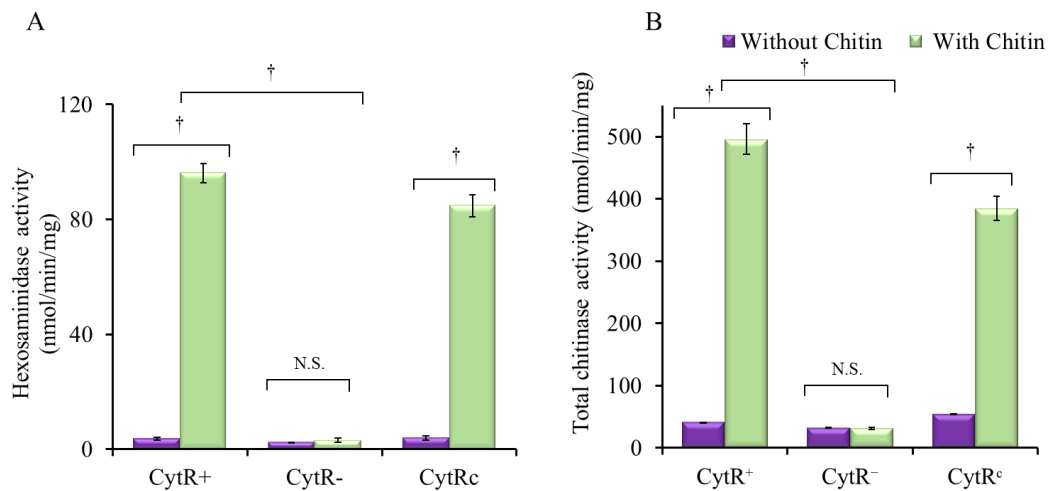 A
Hexosaminidase activity
(nmol/min/mg)
120
80
40
0
†
†
N.S.
†
CytR+
CytR-
CytRc
B
Without Chitin
With Chitin
Total chitinase activity (nmol/min/mg)
500
400
300
200
100
0
†
†
N.S.
†
CytR⁺
CytR⁻
CytRᶜ